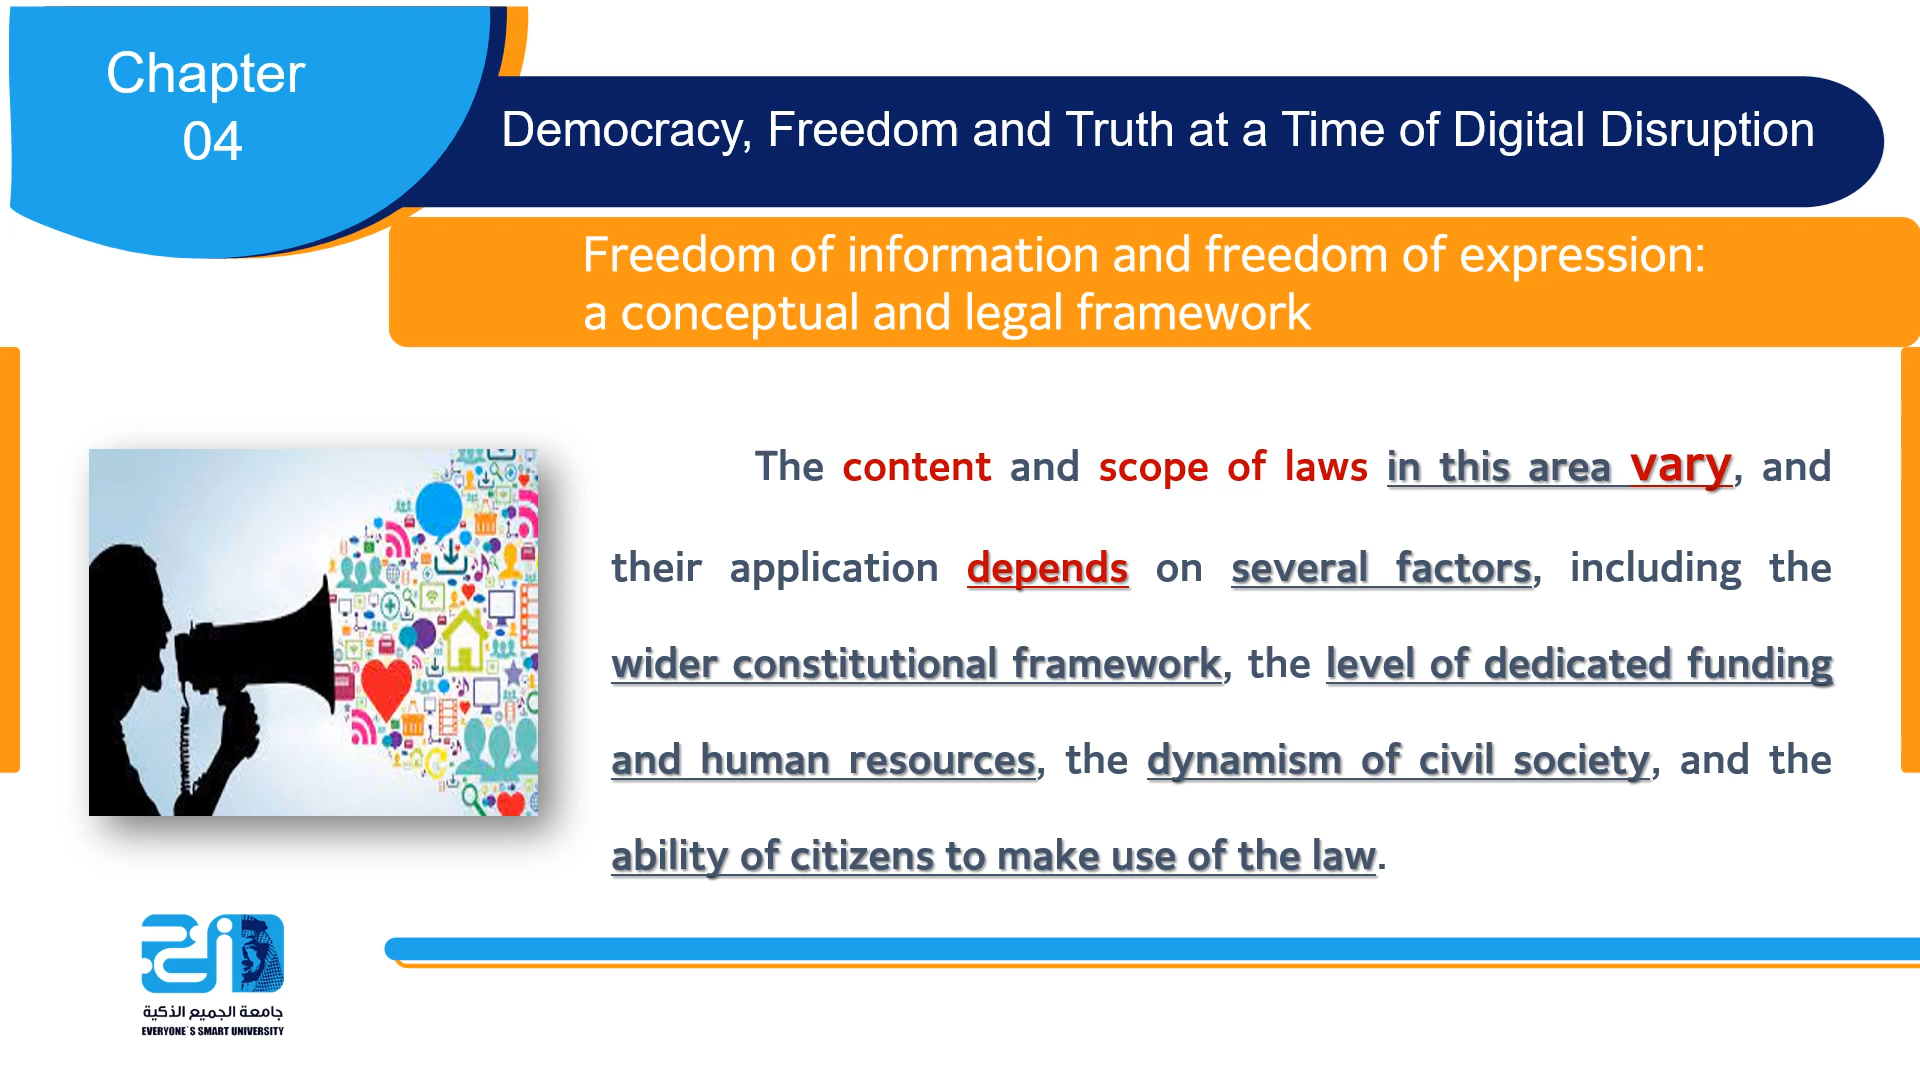 Chapter
04
Democracy, Freedom and Truth at a Time of Digital Disruption
Freedom of information and freedom of expression:
a conceptual and legal framework
The content and scope of laws in this area vary, and
their application depends on several factors, including the
wider constitutional framework, the level of dedicated funding
and human resources, the dynamism of civil society, and the
ability of citizens to make use of the law.
جامعة الجميع الذكية
EVERYONE`S SMART UNIVERSITY